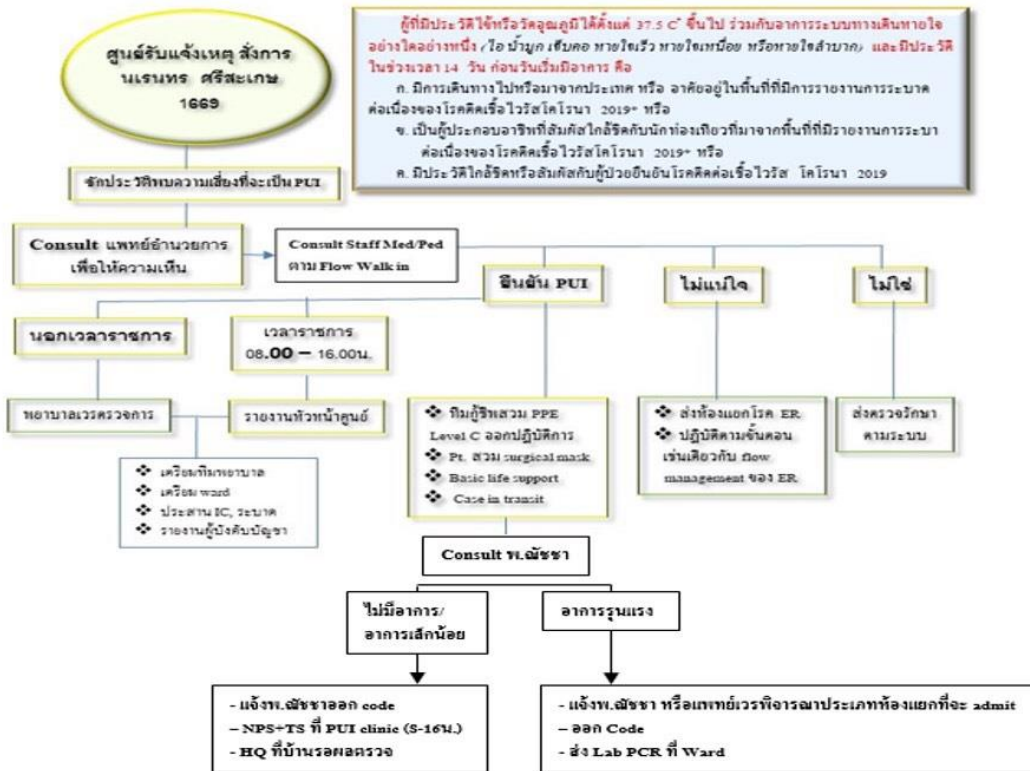 ศูนย์รับแจ้งเหตุ สั่งการ
นเรนทร ศรีสะเกษ
1669
ผู้ที่มีประวัติไข้หรือวัดอุณหภูมิได้ตั้งแต่ 37.5 C° ขึ้นไป ร่วมกับอาการระบบทางเดินหายใจ
อย่างใดอย่างหนึ่ง (ไอ น้ำมูก เจ็บคอ หายใจเร็ว หายใจเหนื่อย หรือหายใจลำบาก) และมีประวัติ
ในช่วงเวลา 14 วัน ก่อนวันเริ่มมีอาการ คือ
ก. มีการเดินทางไปหรือมาจากประเทศ หรือ อาศัยอยู่ในพื้นที่ที่มีการรายงานการระบาด
ต่อเนื่องของโรคติดเชื้อไวรัสโคโรนา 2019* หรือ
ข. เป็นผู้ประกอบอาชีพที่สัมผัสใกล้ชิดกับนักท่องเที่ยวที่มาจากพื้นที่ที่มีรายงานการระบา
ต่อเนื่องของโรคติดเชื้อไวรัสโคโรนา 2019* หรือ
ค. มีประวัติใกล้ชิดหรือสัมผัสกับผู้ป่วยยืนยันโรคติดต่อเชื้อไวรัส โคโรนา 2019
ซักประวัติพบความเสี่ยงที่จะเป็น PUI
Consult แพทย์อำนวยการ
เพื่อให้ความเห็น
Consult Staff Med/Ped
ตาม Flow Walk in
ยืนยัน PUI
ไม่แน่ใจ
ไม่ใช่
นอกเวลาราชการ
เวลาราชการ
08.00 – 16.00น.
พยาบาลเวรตรวจการ
รายงานหัวหน้าศูนย์
❖ เตรียมทีมพยาบาล
❖ เตรียม ward
❖ ประสาน IC, ระบาด
❖ รายงานผู้บังคับบัญชา
❖ ทีมกู้ชีพสวม PPE
Level C ออกปฏิบัติการ
❖ Pt. สวม surgical mask
❖ Basic life support
❖ Case in transit
❖ ส่งห้องแยกโรค ER
❖ ปฏิบัติตามขั้นตอน
เช่นเดียวกับ flow
management ของ ER
ส่งตรวจรักษา
ตามระบบ
Consult พ.ณัชชา
ไม่มีอาการ/
อาการเล็กน้อย
อาการรุนแรง
- แจ้งพ.ณัชชาออก code
- NPS+TS ที่ PUI clinic (8-16น.)
- HQ ที่บ้านรอผลตรวจ
- แจ้งพ.ณัชชา หรือแพทย์เวรพิจารณาประเภทห้องแยกที่จะ admit
- ออก Code
- ส่ง Lab PCR ที่ Ward